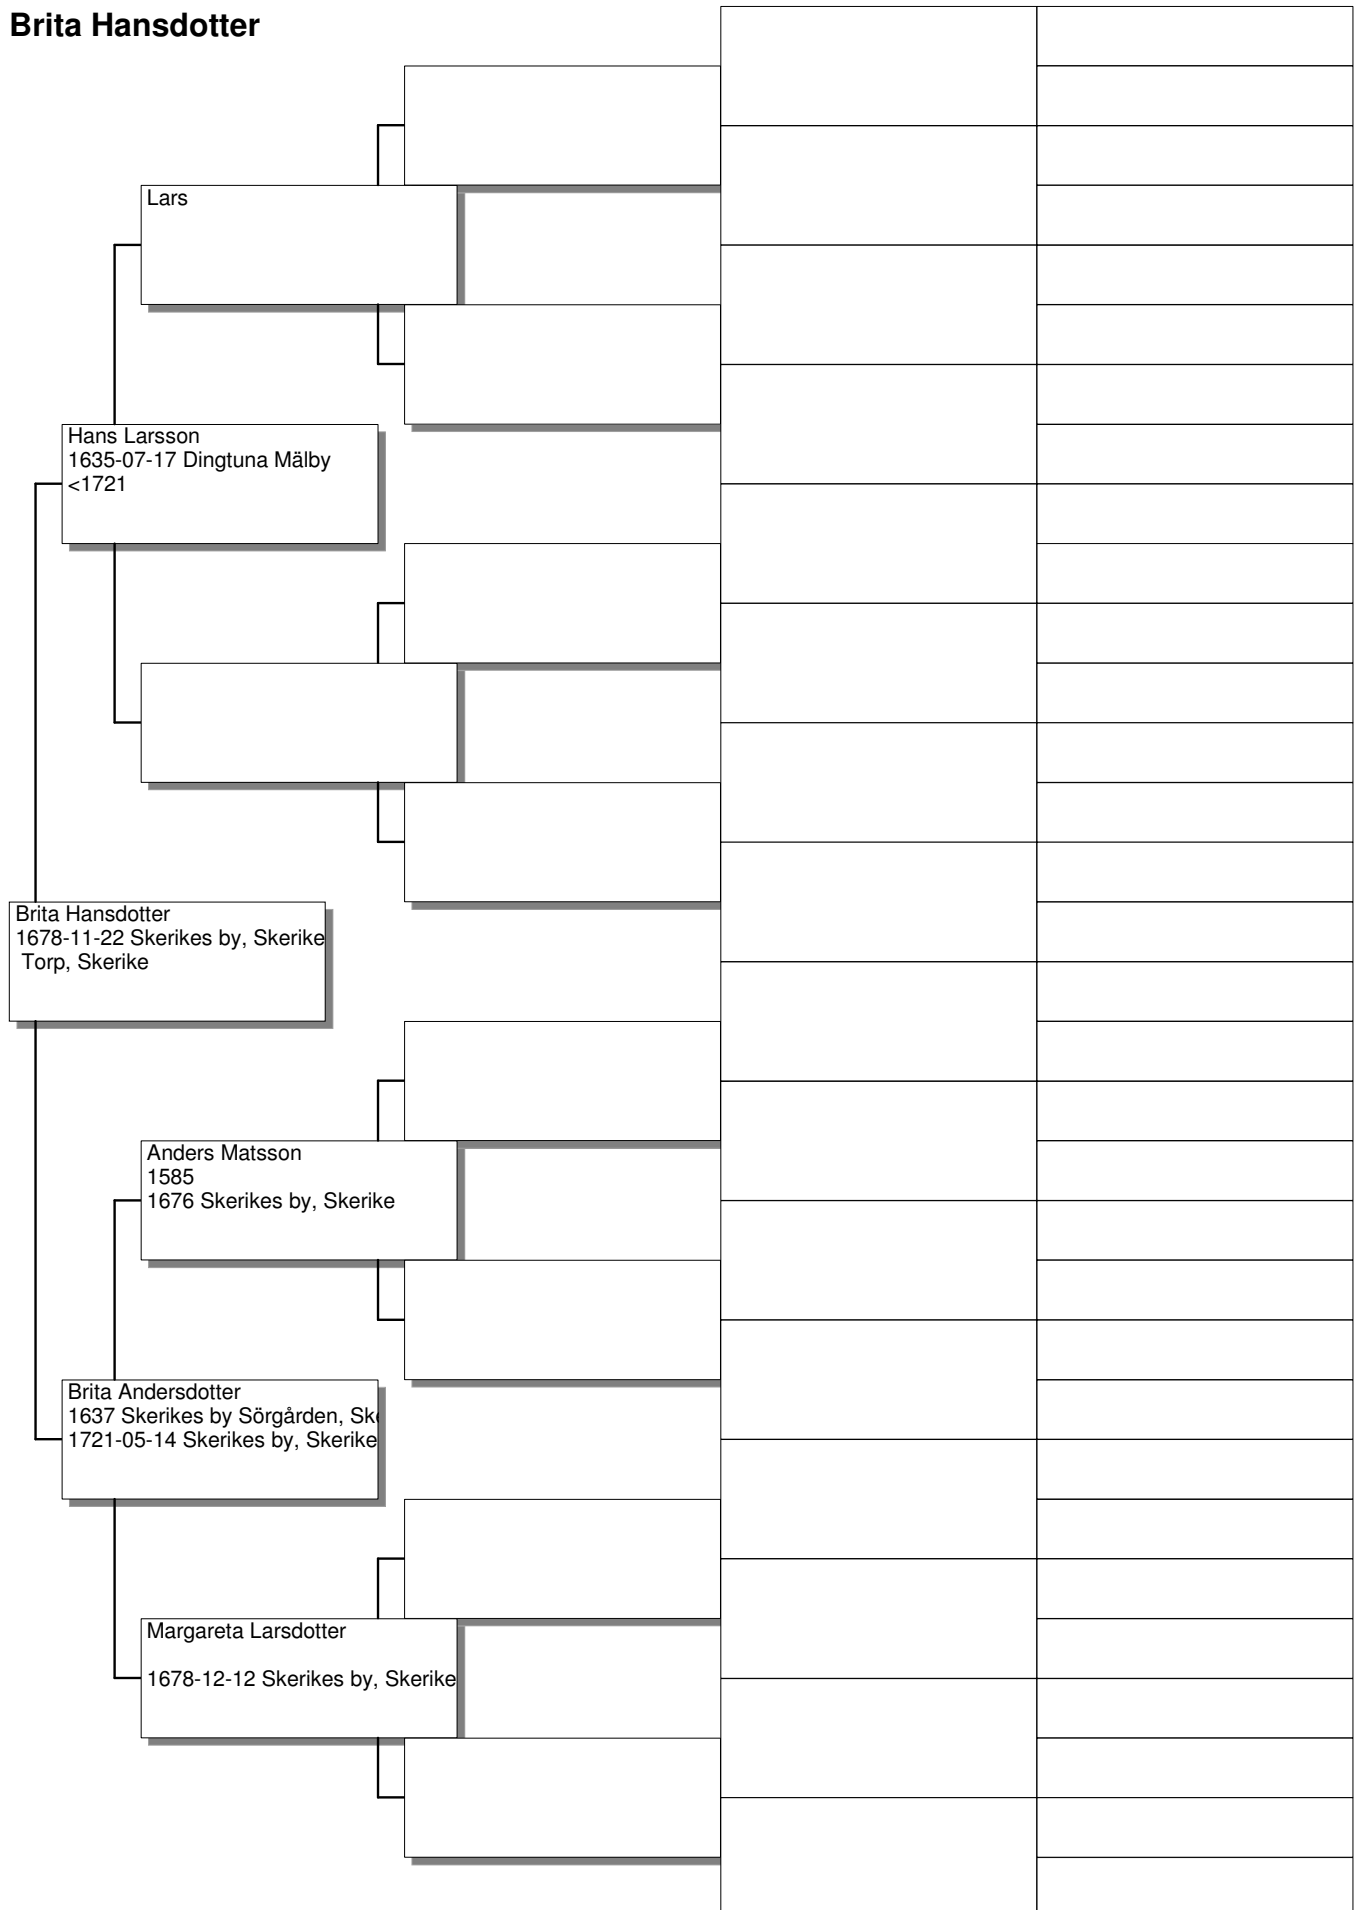 Brita Hansdotter
Lars
Hans Larsson
1635-07-17 Dingtuna Mälby
<1721
Brita Hansdotter
1678-11-22 Skerikes by, Skerike
Torp, Skerike
Anders Matsson
1585
1676 Skerikes by, Skerike
Brita Andersdotter
1637 Skerikes by Sörgården, Ske
1721-05-14 Skerikes by, Skerike
Margareta Larsdotter
1678-12-12 Skerikes by, Skerike